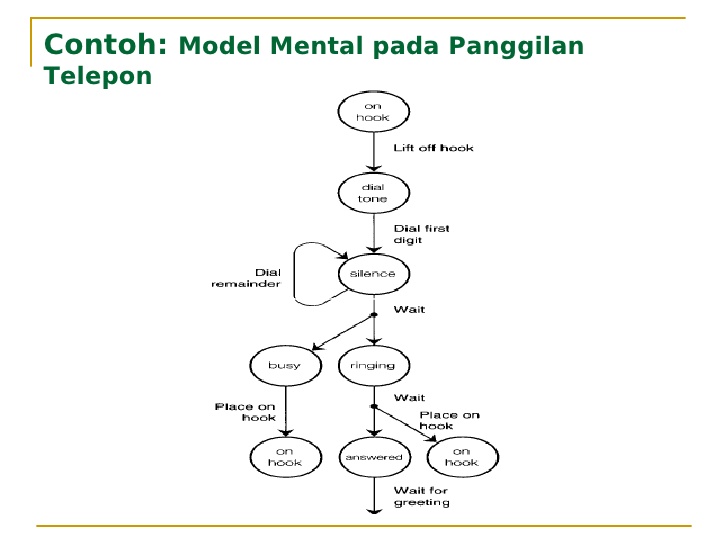 Contoh: Model Mental pada Panggilan
Telepon
on
hook
Lift off hook
dial
tone
Dial first
digit
silence
Dial
remainder
Wait
busy
ringing
Wait
Place on
hook
Place on
hook
on
hook
answered
on
hook
Wait for
greeting